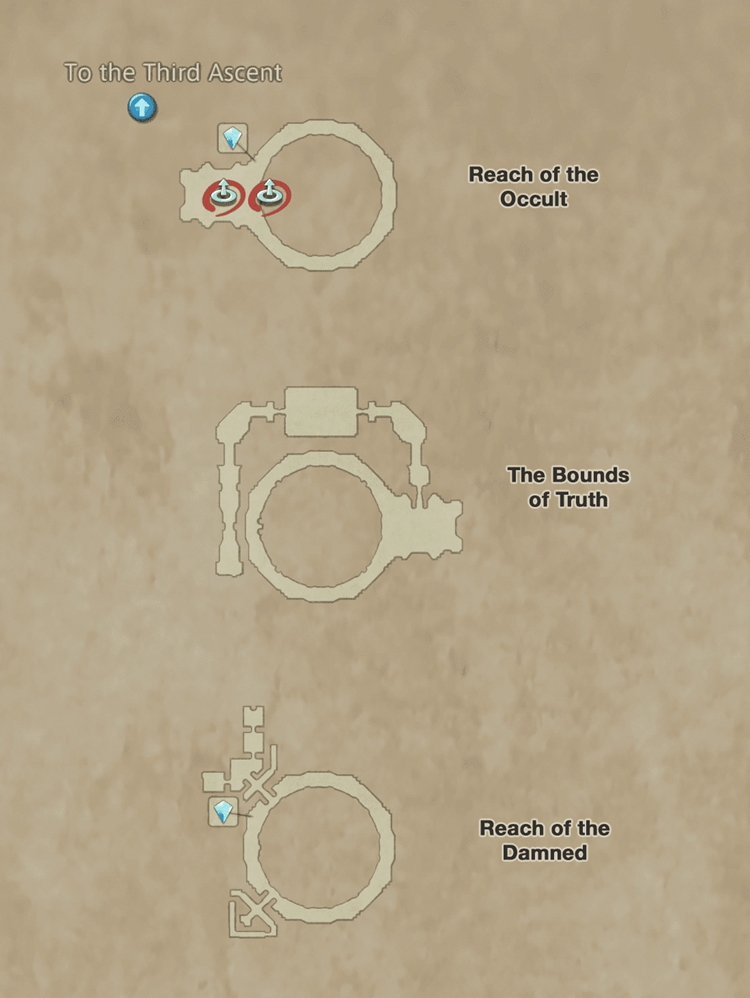 To the Third Ascent
Reach of the
Occult
The Bounds
of Truth
Reach of the
Damned